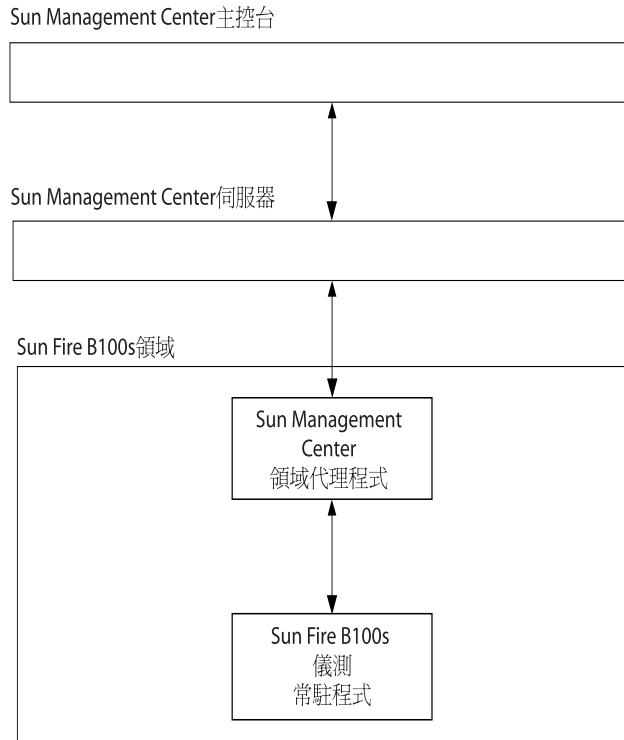 Sun Management Center主控台
Sun Management Center伺服器
Sun Fire B100s領域
Sun Management
Center
領域代理程式
Sun Fire B100s
儀測
常駐程式